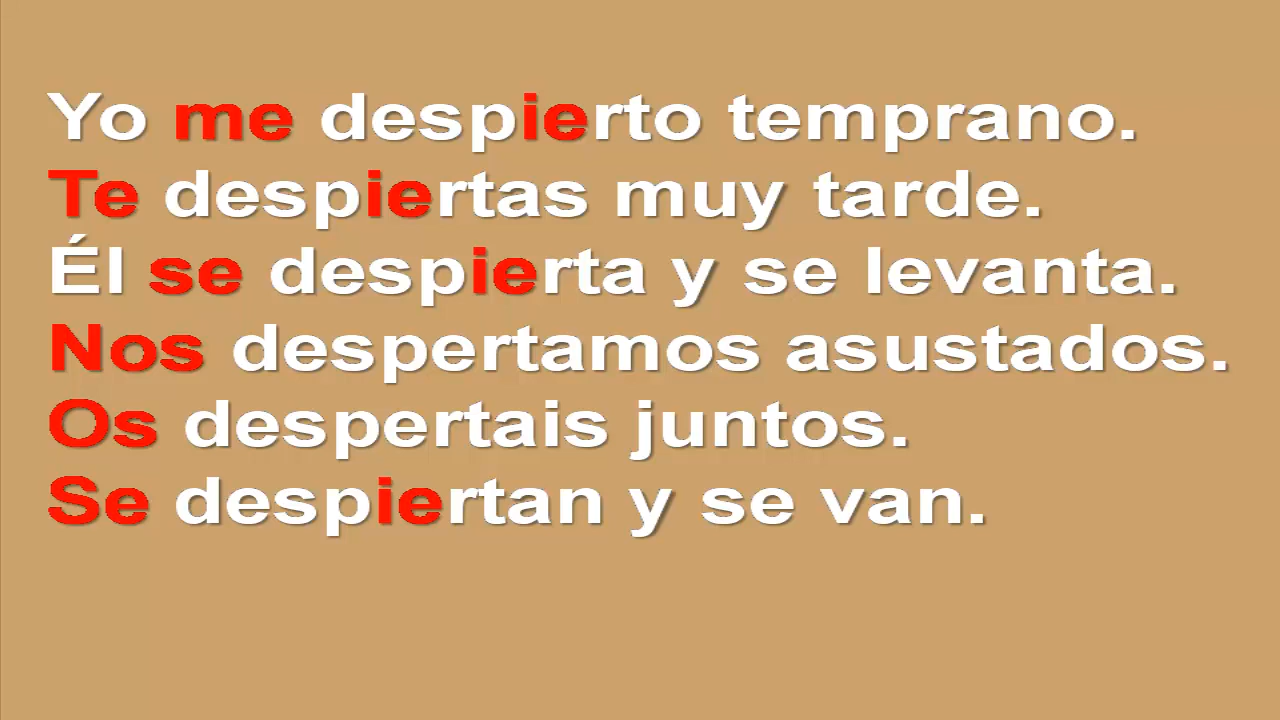 Yo me despierto temprano.
Te despiertas muy tarde.
Él se despierta y se levanta.
Nos despertamos asustados.
Os despertais juntos.
Se despiertan y se van.